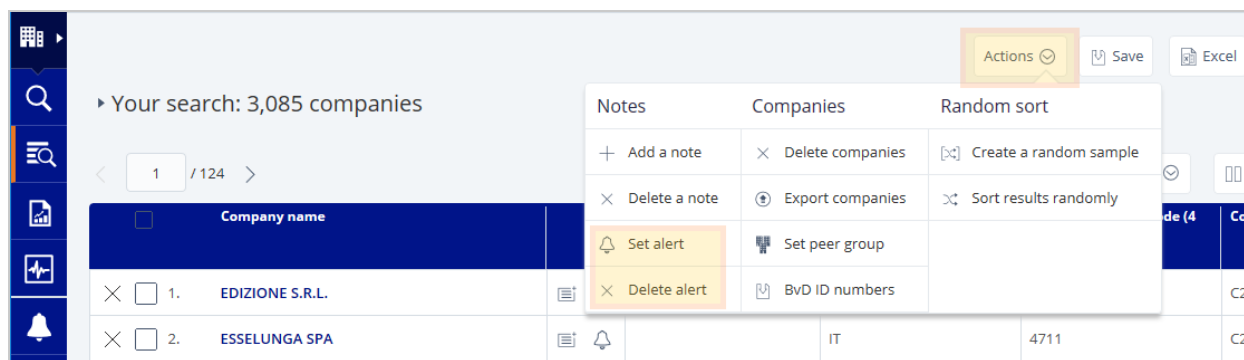 Actions
Save
Excel
Your search: 3,085 companies
Notes
Companies
Random sort
Add a note
Delete companies
Create a random sample
1 / 124
Delete a note
Export companies
Sort results randomly
Company name
de (4
Co
Set alert
Set peer group
Delete alert
BvD ID numbers
1. EDIZIONE S.R.L.
C2
2. ESSELUNGA SPA
IT
4711
C2